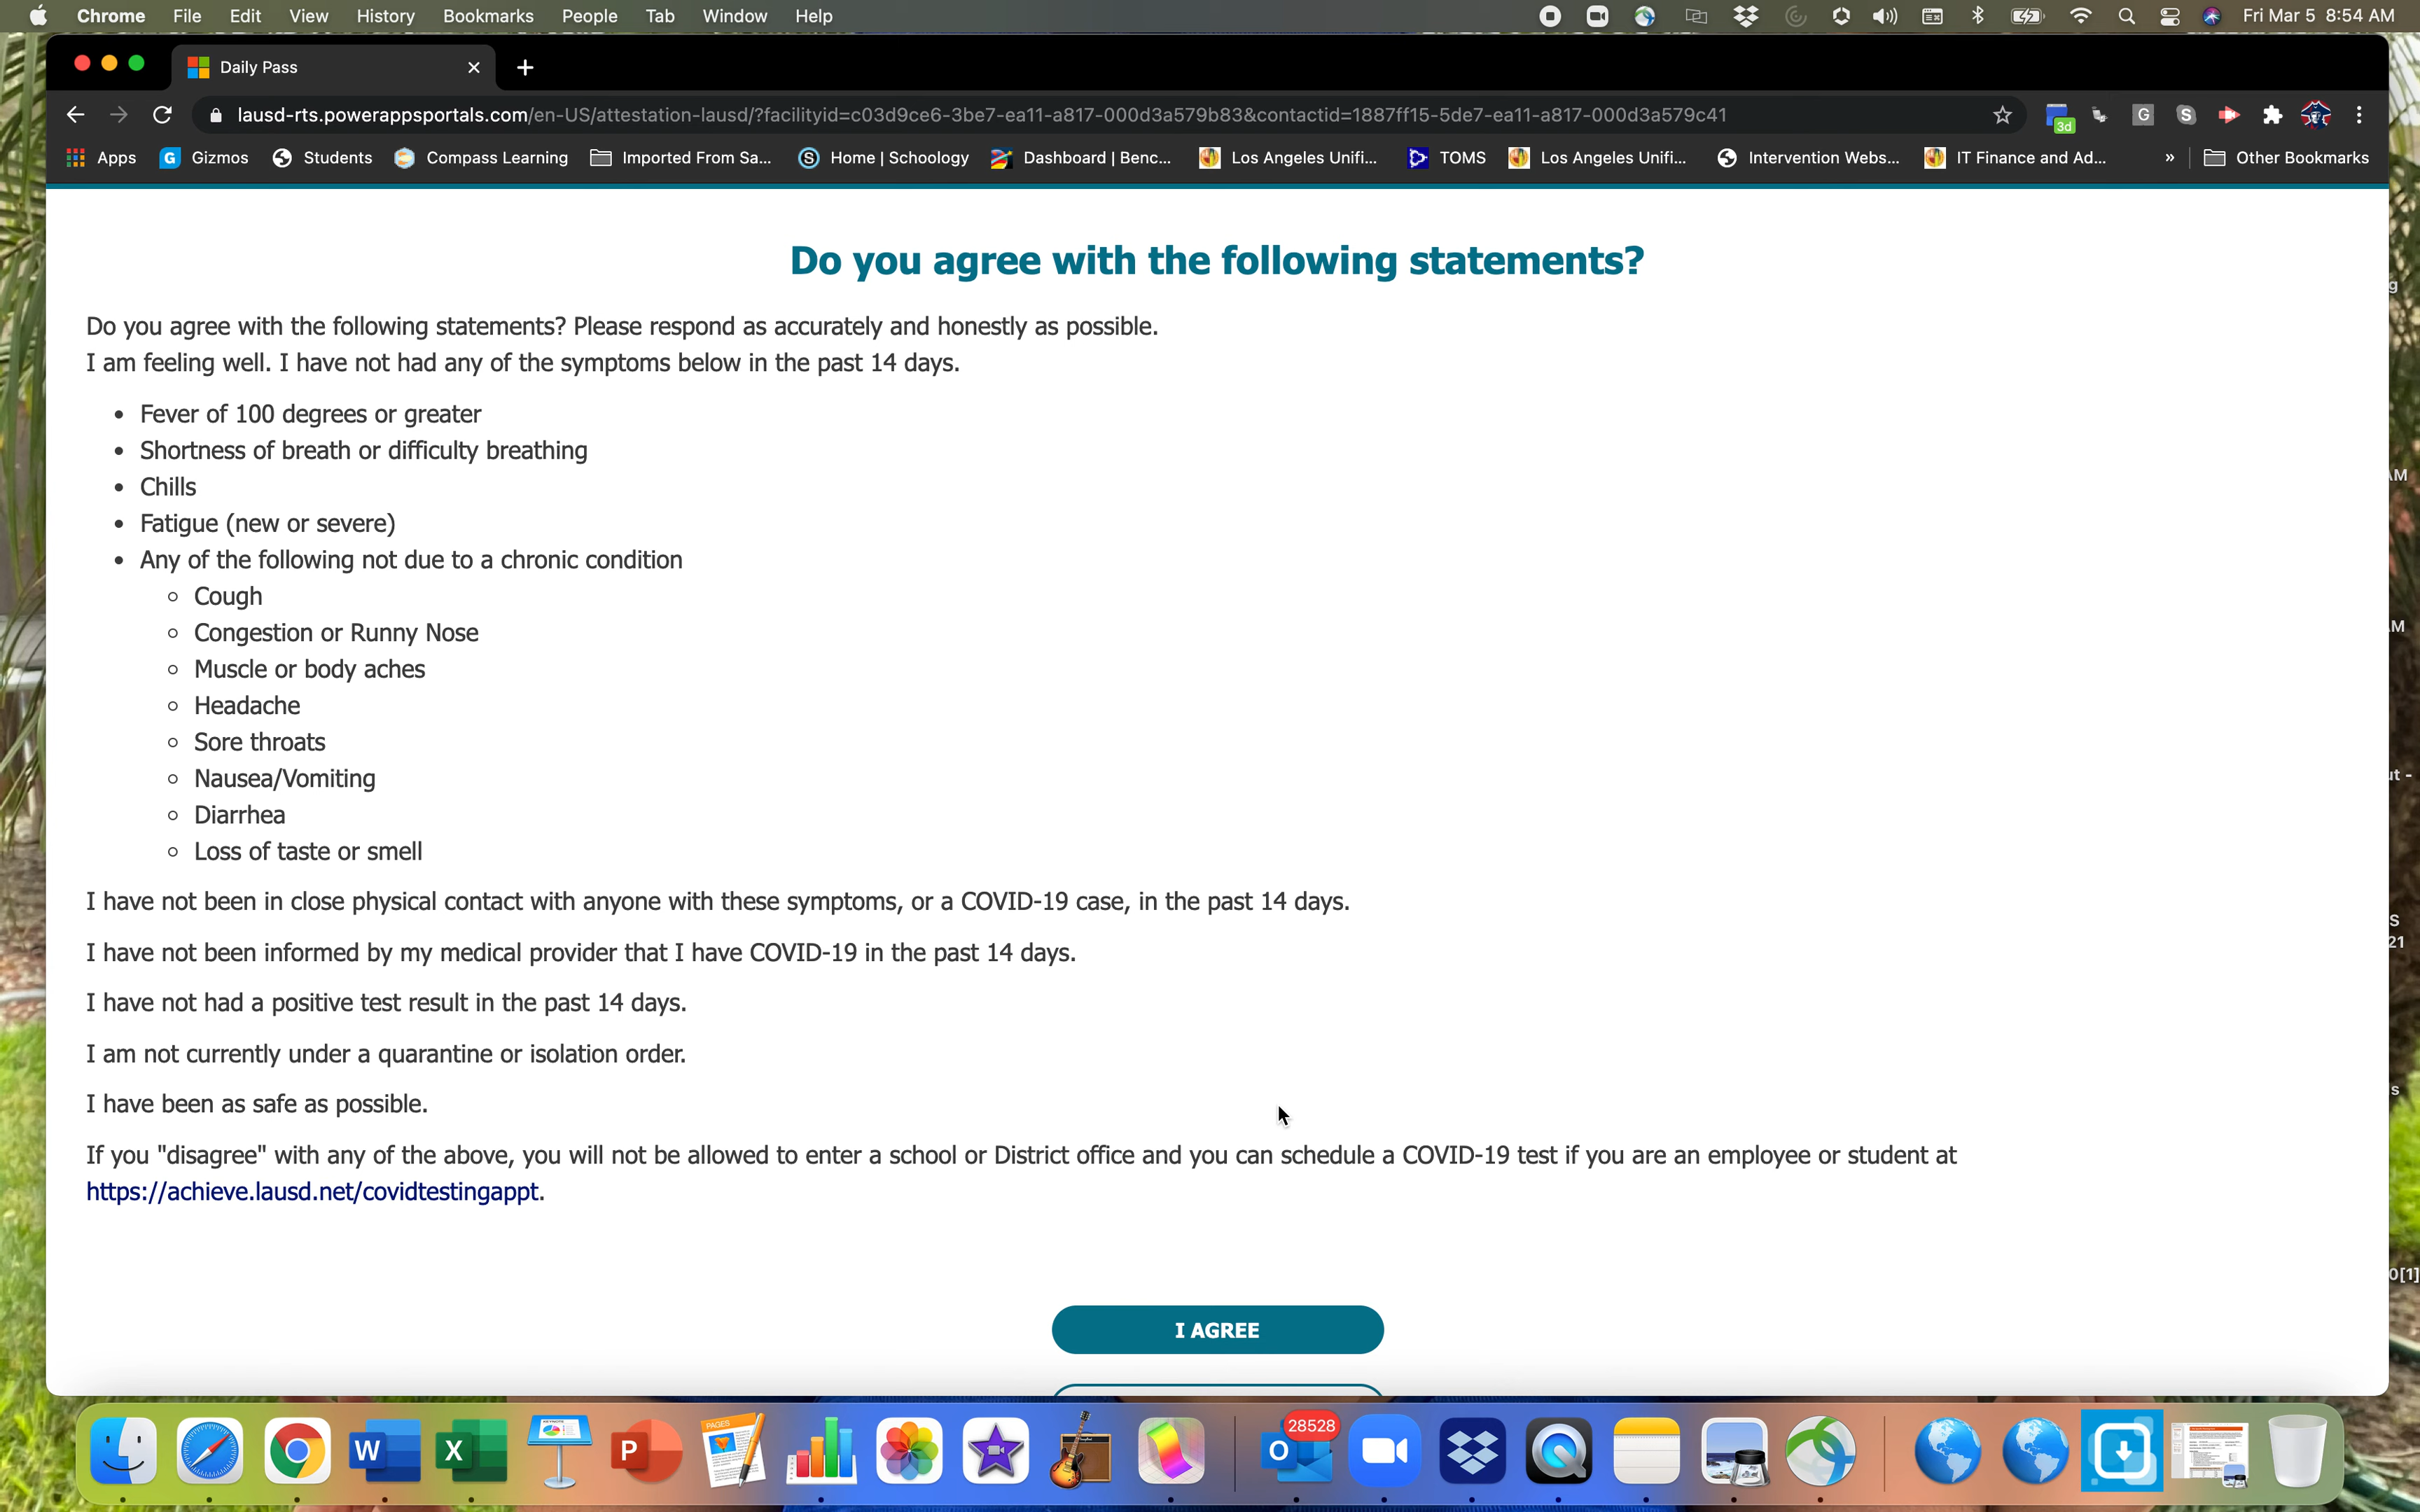 Chrome File Edit View History Bookmarks People Tab Window Help Fri Mar 5 8:54 AM
Daily Pass
lausd-rts.powerappsportals.com/en-US/attestation-lausd/?facilityid=c03d9ce6-3be7-ea11-a817-000d3a579b83&contactid=1887ff15-5de7-ea11-a817-000d3a579c41
3d
Apps Gizmos Students Compass Learning Imported From Sa... Home | Schoology Dashboard | Benc... Los Angeles Unifi... TOMS Los Angeles Unifi... Intervention Webs... IT Finance and Ad... » Other Bookmarks
Do you agree with the following statements?
Do you agree with the following statements? Please respond as accurately and honestly as possible.
I am feeling well. I have not had any of the symptoms below in the past 14 days.
• Fever of 100 degrees or greater
• Shortness of breath or difficulty breathing
• Chills
• Fatigue (new or severe)
• Any of the following not due to a chronic condition
Cough
Congestion or Runny Nose
Muscle or body aches
Headache
Sore throats
Nausea/Vomiting
Diarrhea
Loss of taste or smell
I have not been in close physical contact with anyone with these symptoms, or a COVID-19 case, in the past 14 days.
I have not been informed by my medical provider that I have COVID-19 in the past 14 days.
I have not had a positive test result in the past 14 days.
I am not currently under a quarantine or isolation order.
I have been as safe as possible.
If you "disagree" with any of the above, you will not be allowed to enter a school or District office and you can schedule a COVID-19 test if you are an employee or student at
https://achieve.lausd.net/covidtestingappt.
I AGREE
PAGES
28528